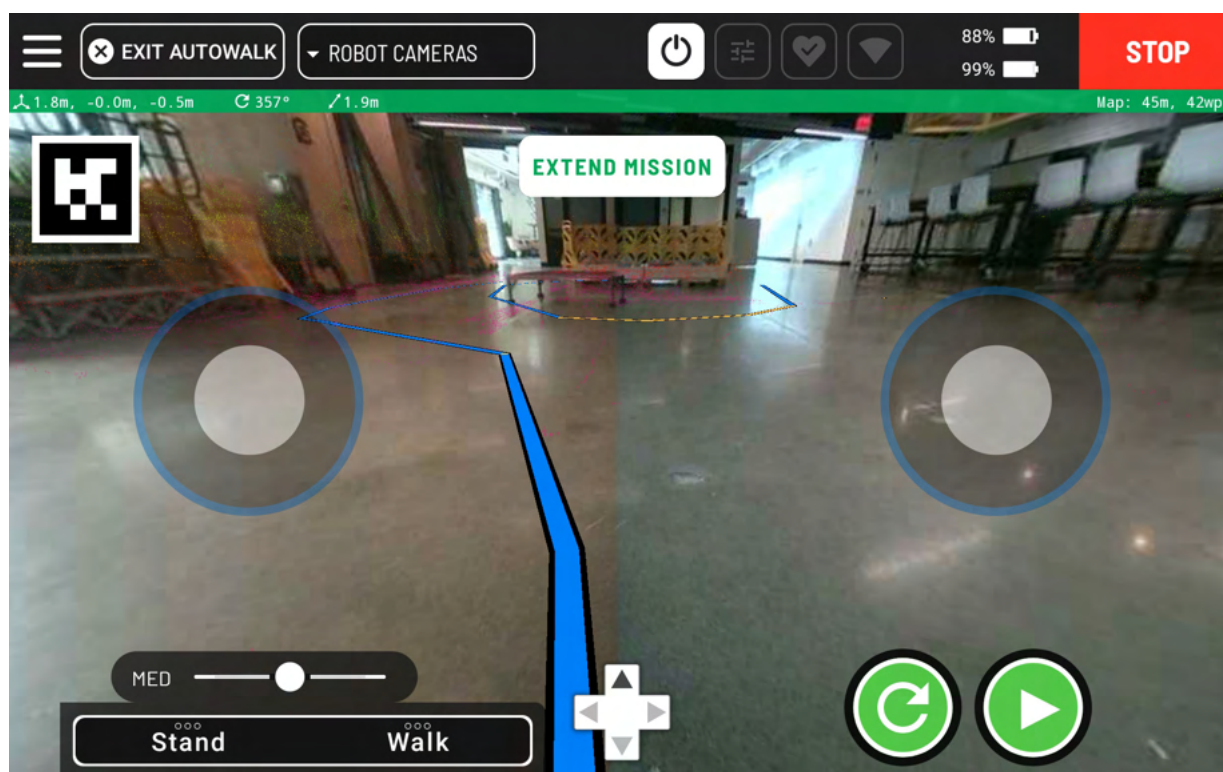 EXIT AUTOWALK
ROBOT CAMERAS
88%
99%
STOP
1.8m, -0.0m, -0.5m 357° 1.9m
Map: 45m, 42wp
EXTEND MISSION
MED
Stand Walk